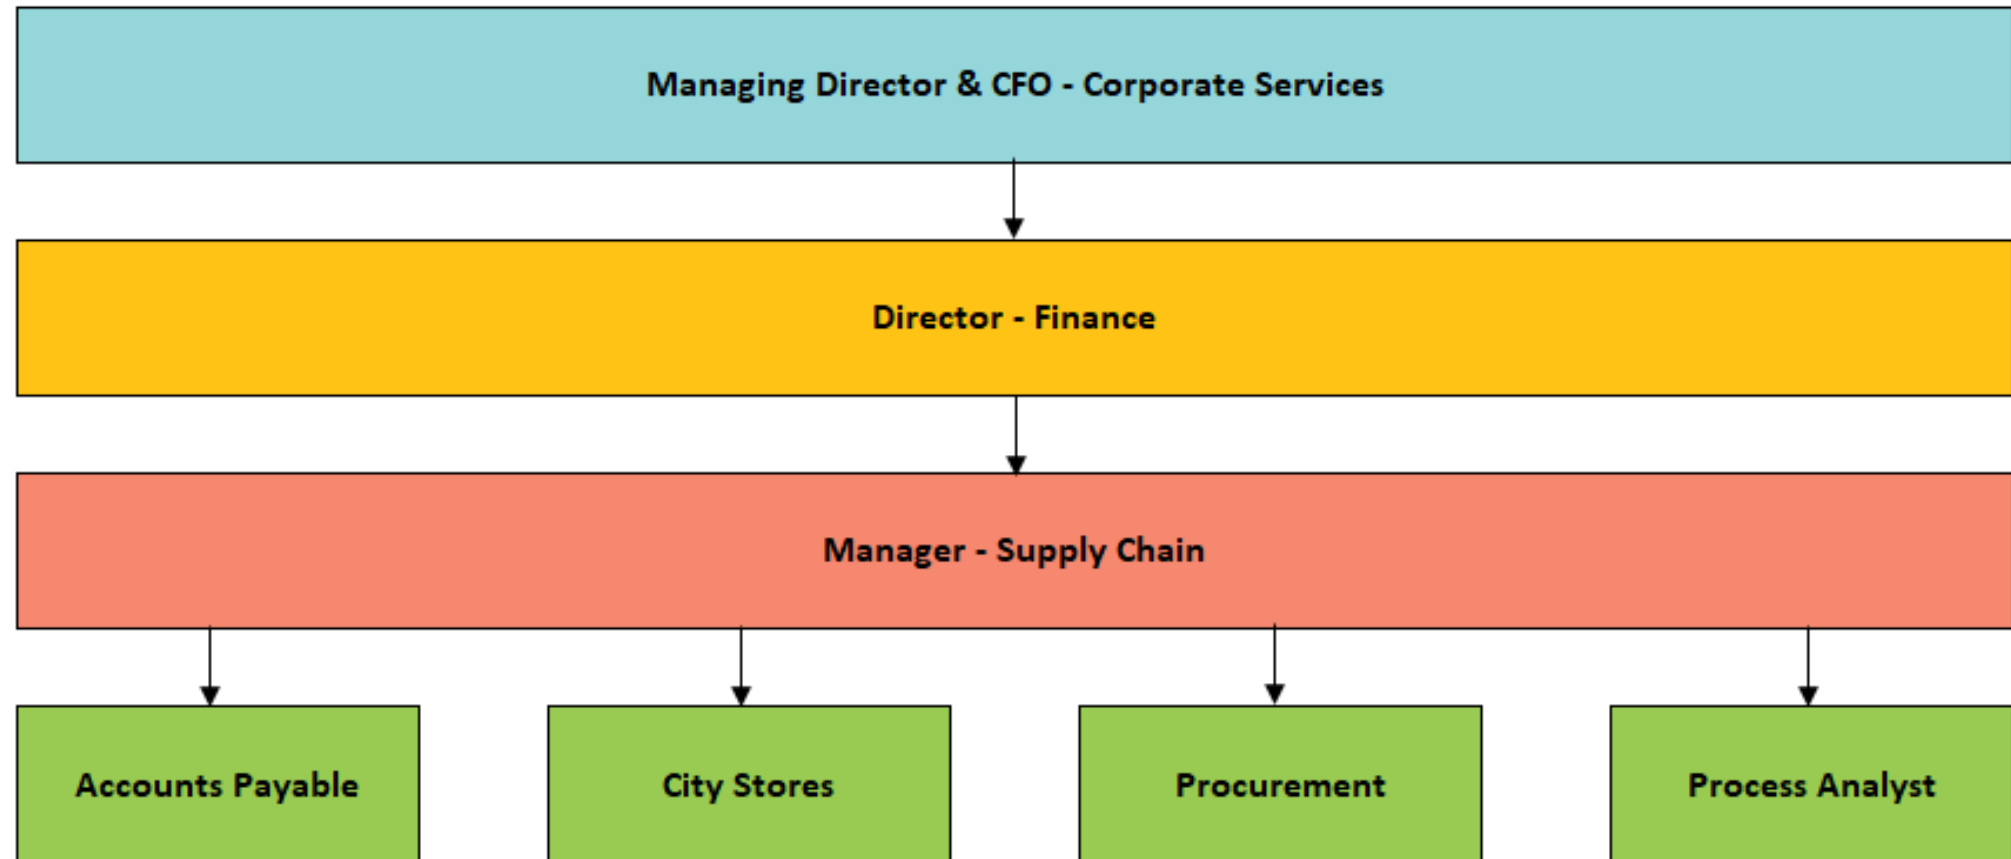 Managing Director & CFO - Corporate Services
Director - Finance
Manager - Supply Chain
Accounts Payable
City Stores
Procurement
Process Analyst